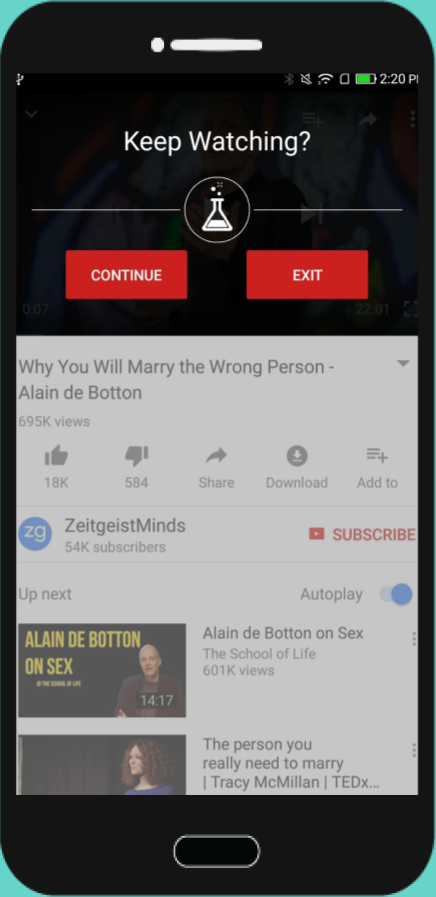 2:20 P
Keep Watching?
CONTINUE
EXIT
0:07
22:01
Why You Will Marry the Wrong Person -
Alain de Botton
695K views
18K
584
Share
Download
Add to
zg
ZeitgeistMinds
54K subscribers
SUBSCRIBE
Up next
Autoplay
ALAIN DE BOTTON
ON SEX
@ THE SCHOOL OF LIFE
14:17
Alain de Botton on Sex
The School of Life
601K views
The person you
really need to marry
| Tracy McMillan | TEDx...